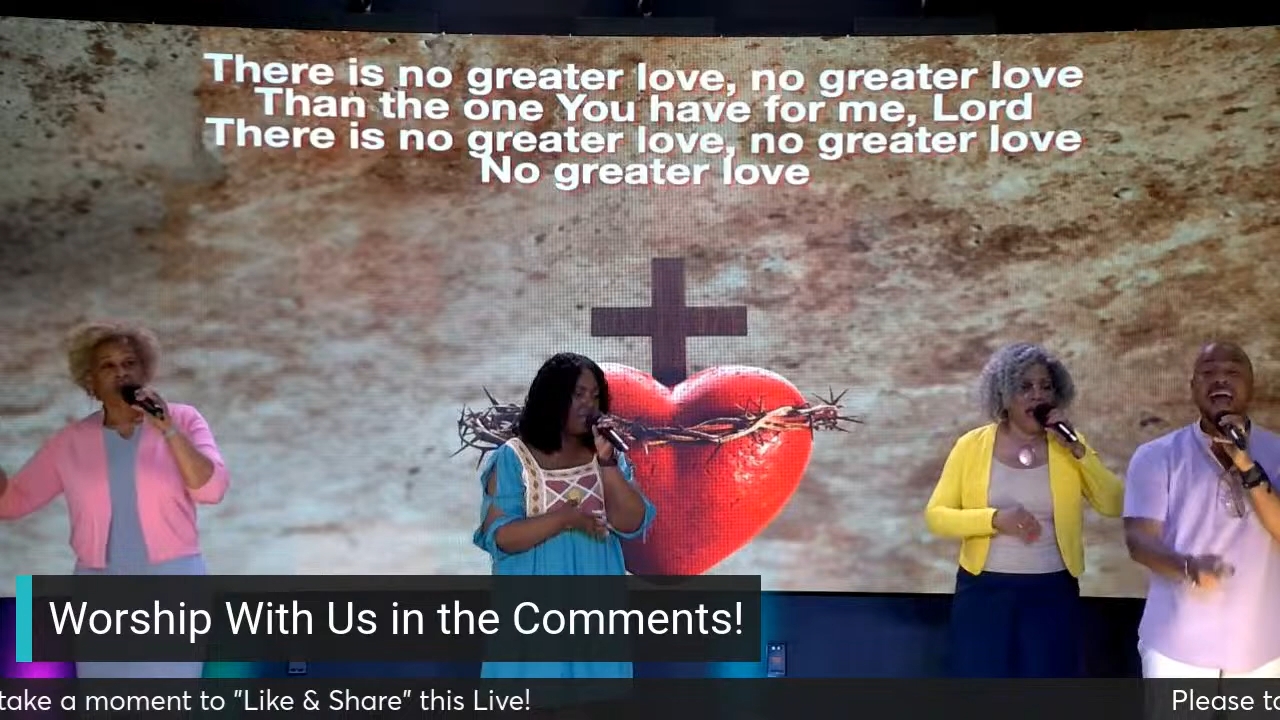 There is no greater love, no greater love
Than the one You have for me, Lord
There is no greater love, no greater love
No greater love
Worship With Us in the Comments!
take a moment to "Like & Share" this Live!
Please